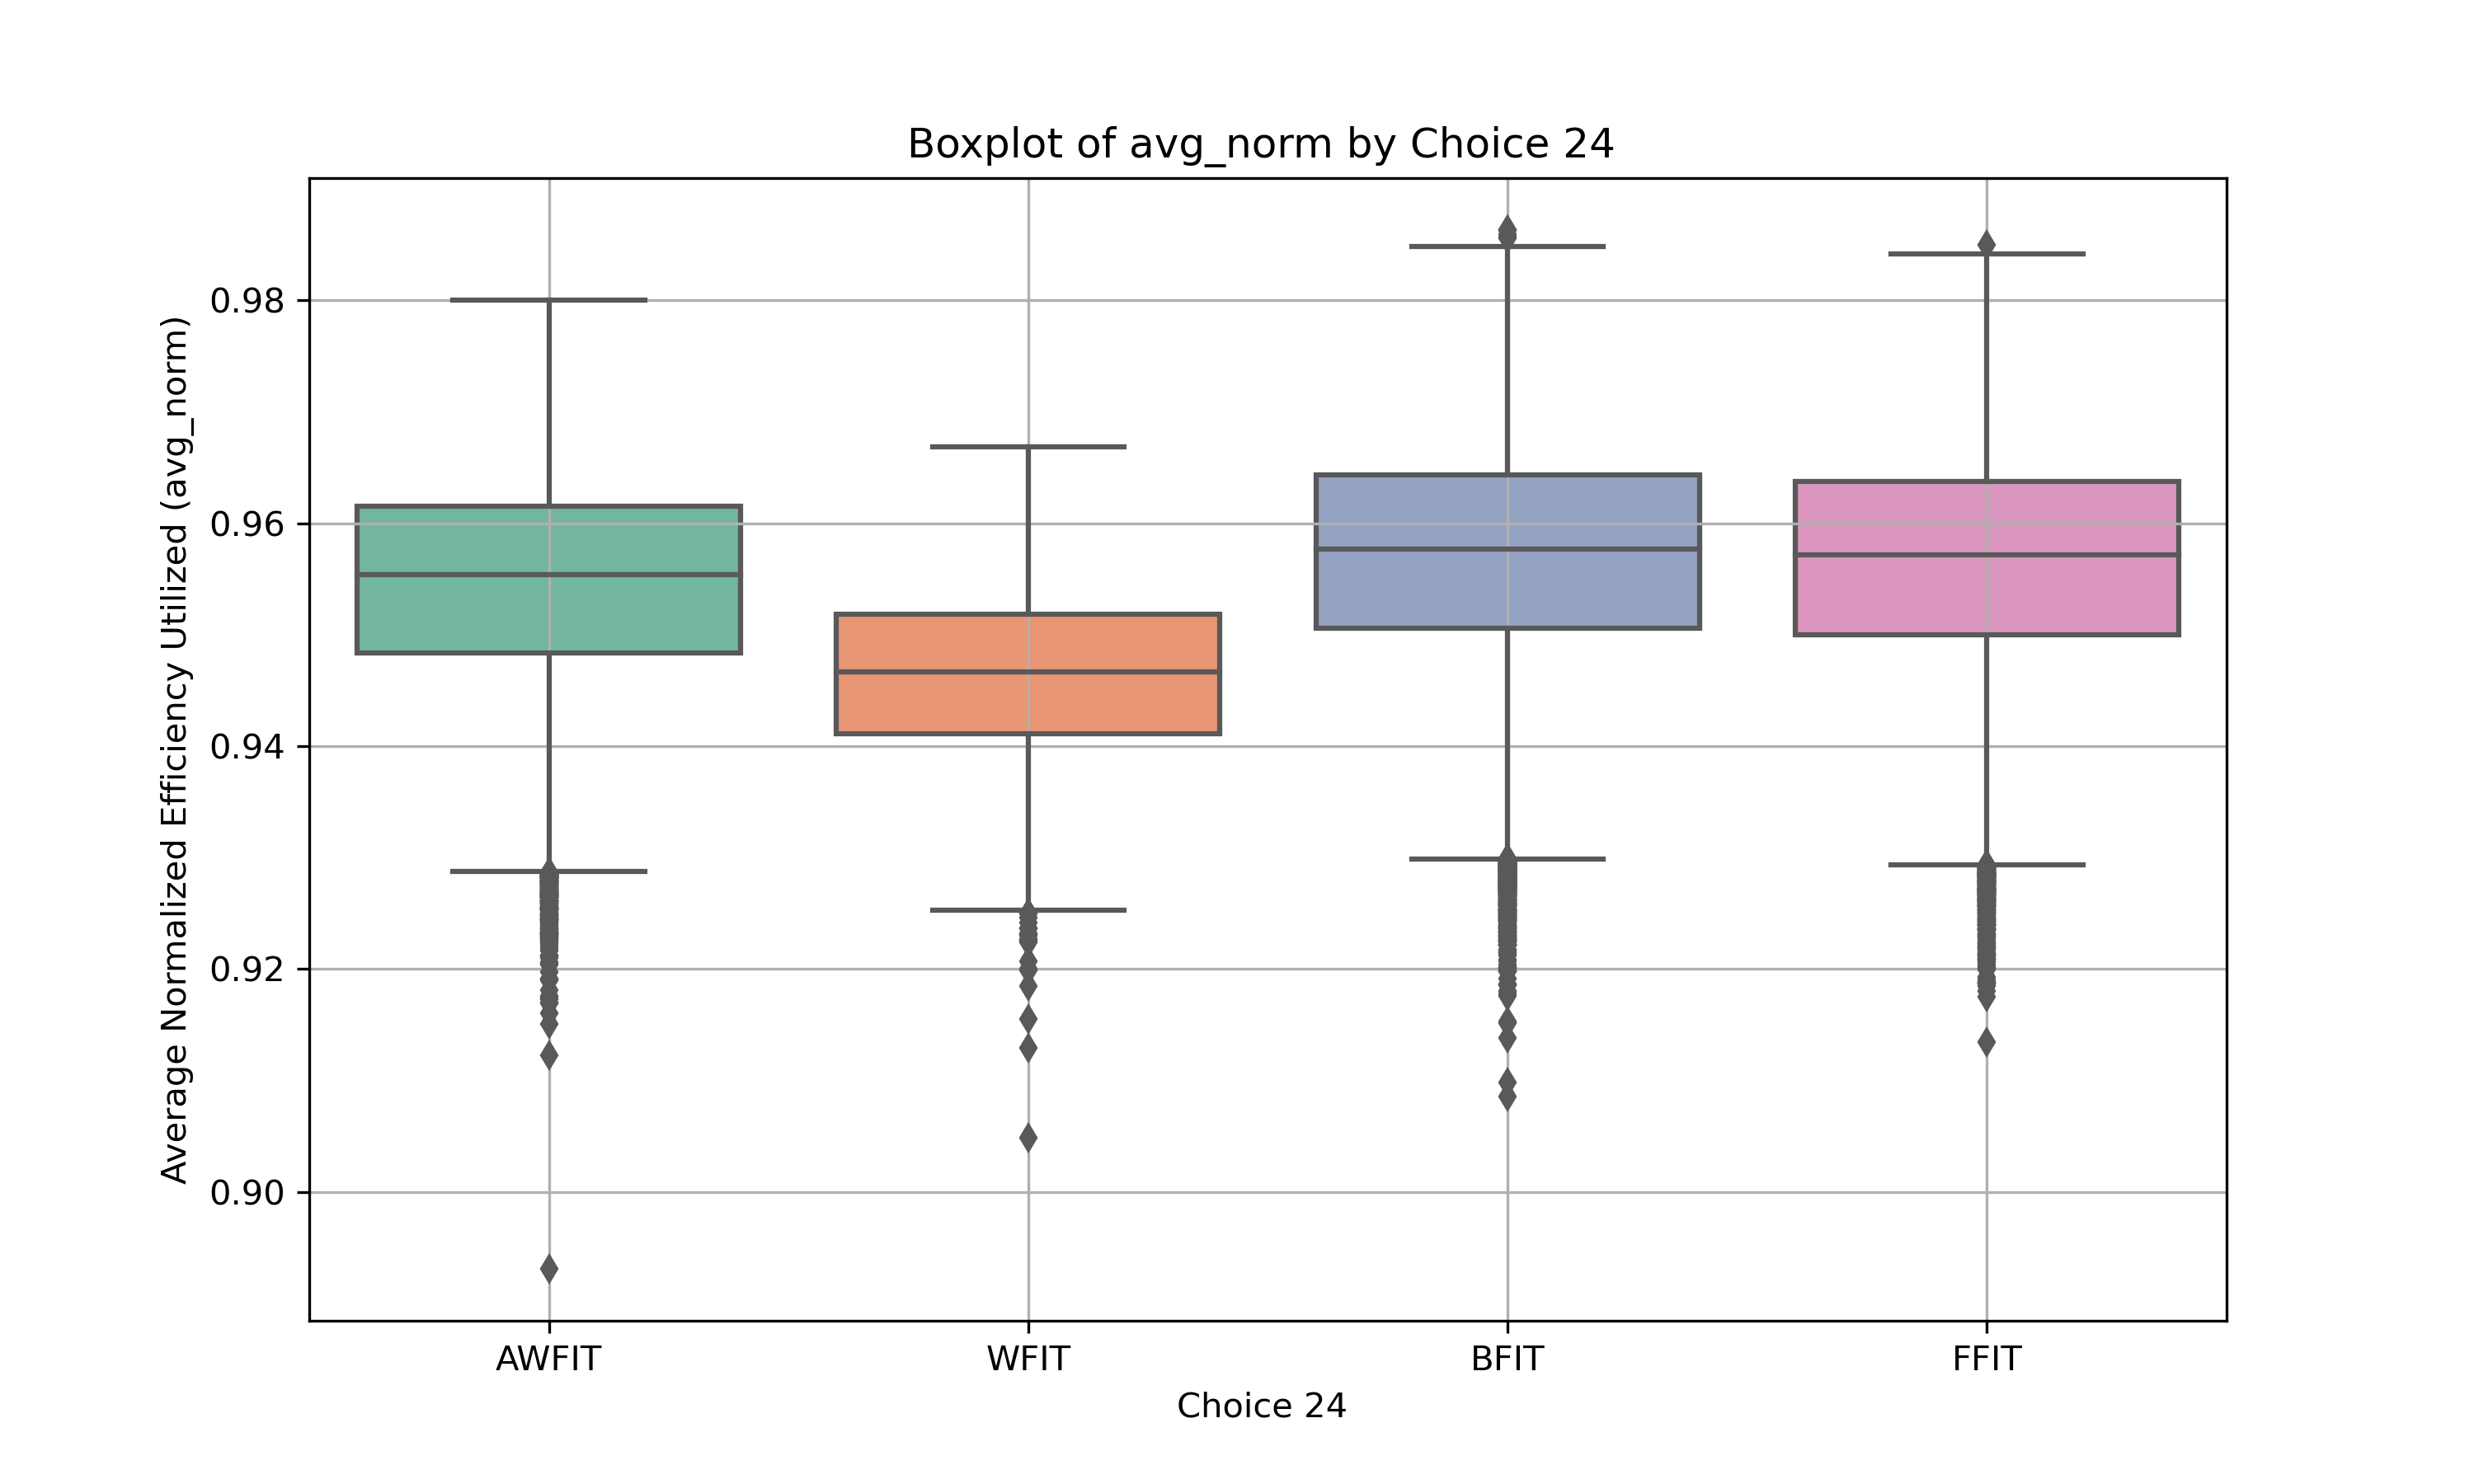 Boxplot of avg_norm by Choice 24
Average Normalized Efficiency Utilized (avg_norm)
0.98
0.96
0.94
0.92
0.90
AWFIT
WFIT
BFIT
FFIT
Choice 24